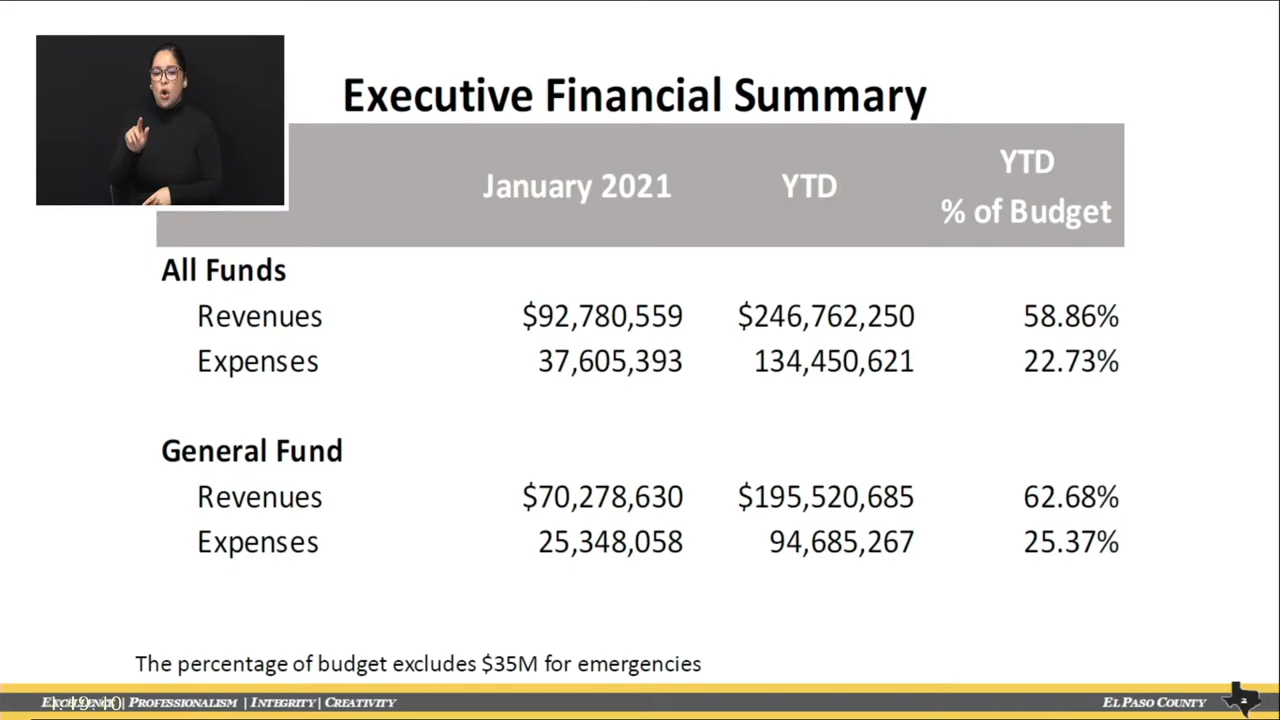 Executive Financial Summary
January 2021 YTD YTD % of Budget
All Funds
Revenues $92,780,559 $246,762,250 58.86%
Expenses 37,605,393 134,450,621 22.73%
General Fund
Revenues $70,278,630 $195,520,685 62.68%
Expenses 25,348,058 94,685,267 25.37%
The percentage of budget excludes $35M for emergencies
EXCELLENCE | PROFESSIONALISM | INTEGRITY | CREATIVITY
EL PASO COUNTY 2